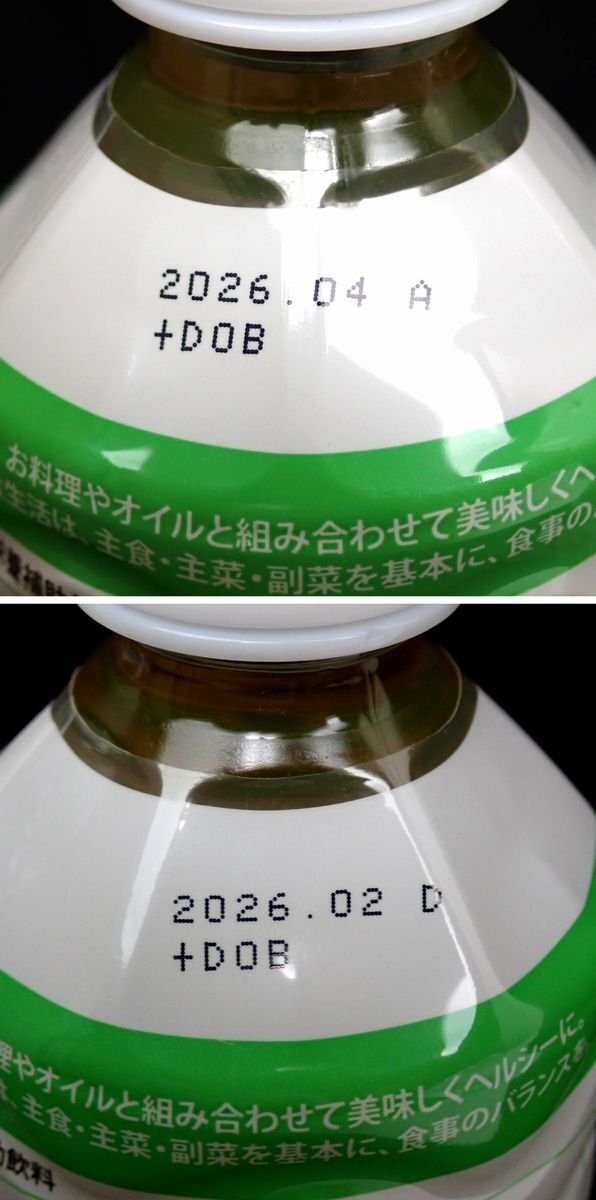 2026.04 A
+DOB
お料理やオイルと組み合わせて美味しくヘ
生活は、主食・主菜・副菜を基本に、食事の
養補助
2026.02 D
+DOB
理やオイルと組み合わせて美味しくヘルシーに。
は、主食・主菜・副菜を基本に、食事のバランスを
飲料